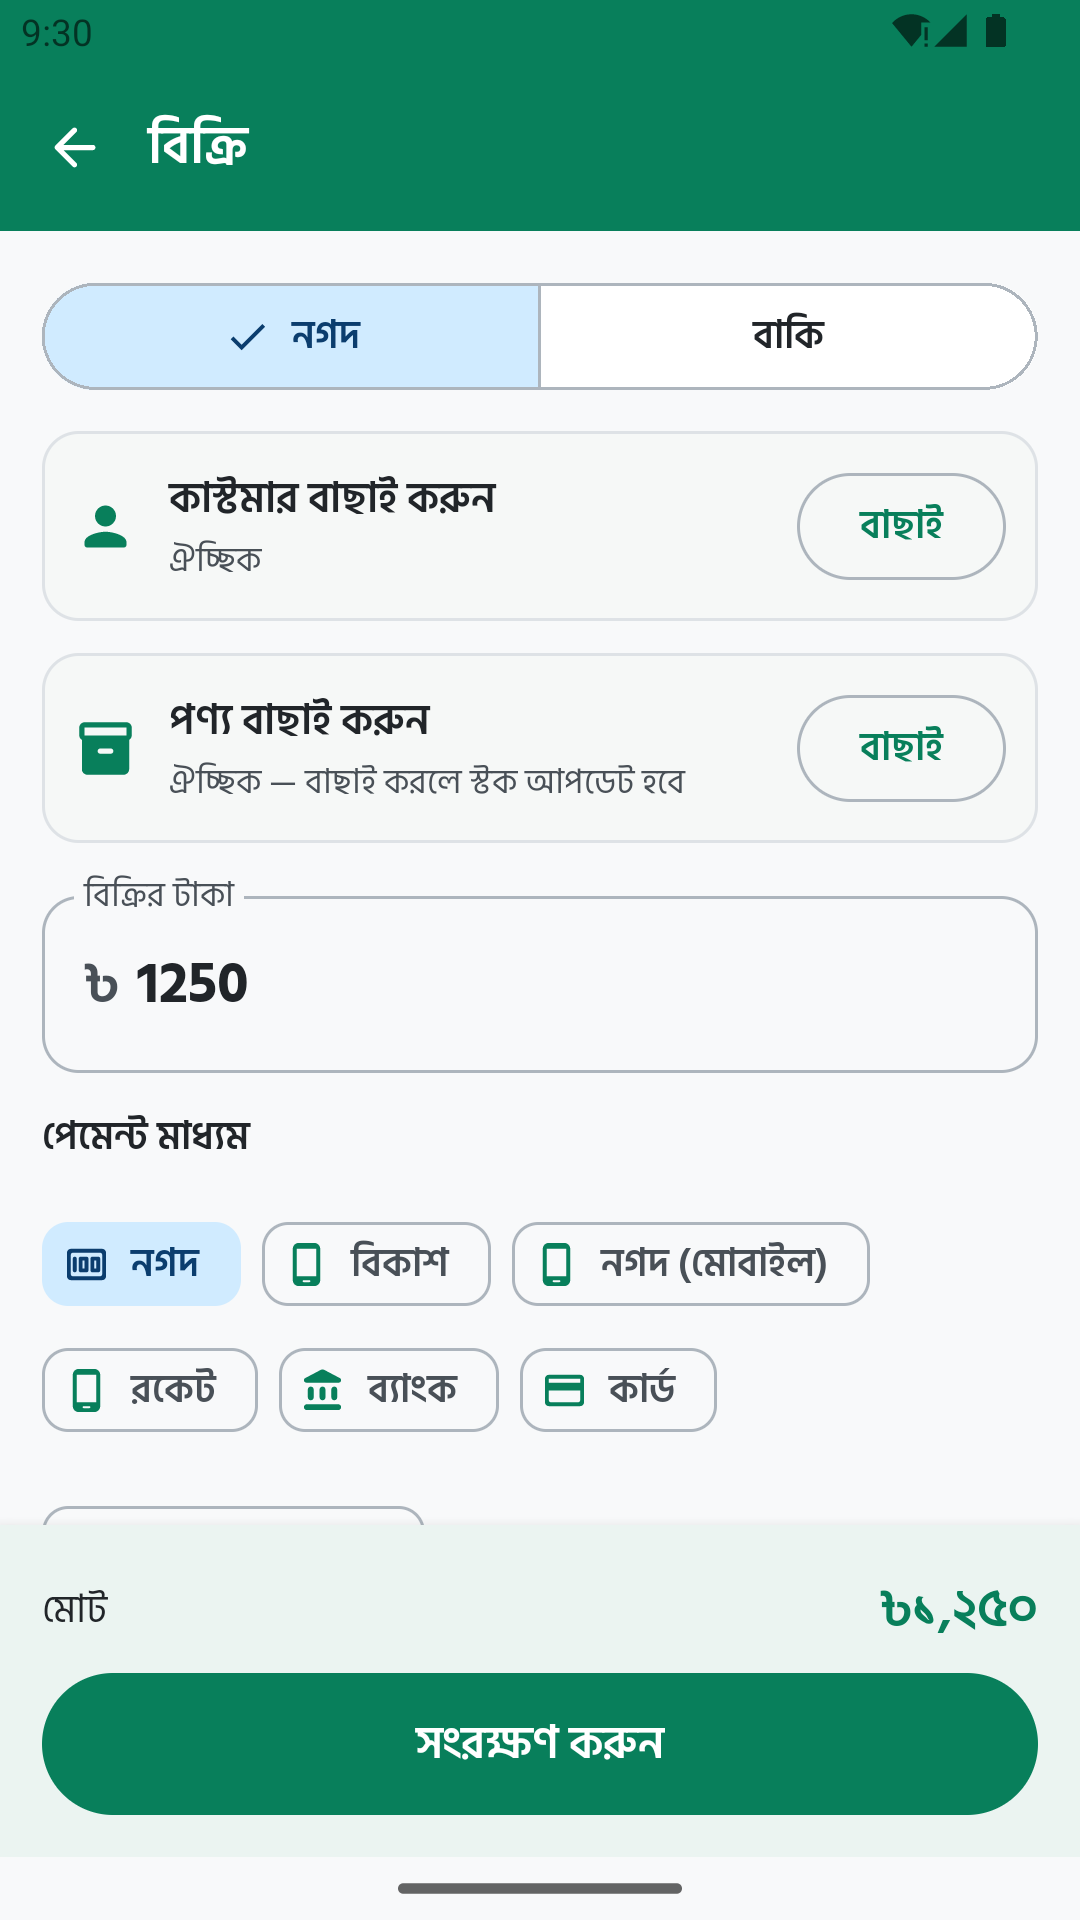 9:30
বিক্রি
নগদ
বাকি
কাস্টমার বাছাই করুন
ঐচ্ছিক
বাছাই
পণ্য বাছাই করুন
ঐচ্ছিক — বাছাই করলে স্টক আপডেট হবে
বাছাই
বিক্রির টাকা
৳ 1250
পেমেন্ট মাধ্যম
নগদ
বিকাশ
নগদ (মোবাইল)
রকেট
ব্যাংক
কার্ড
মোট
৳১,২৫০
সংরক্ষণ করুন